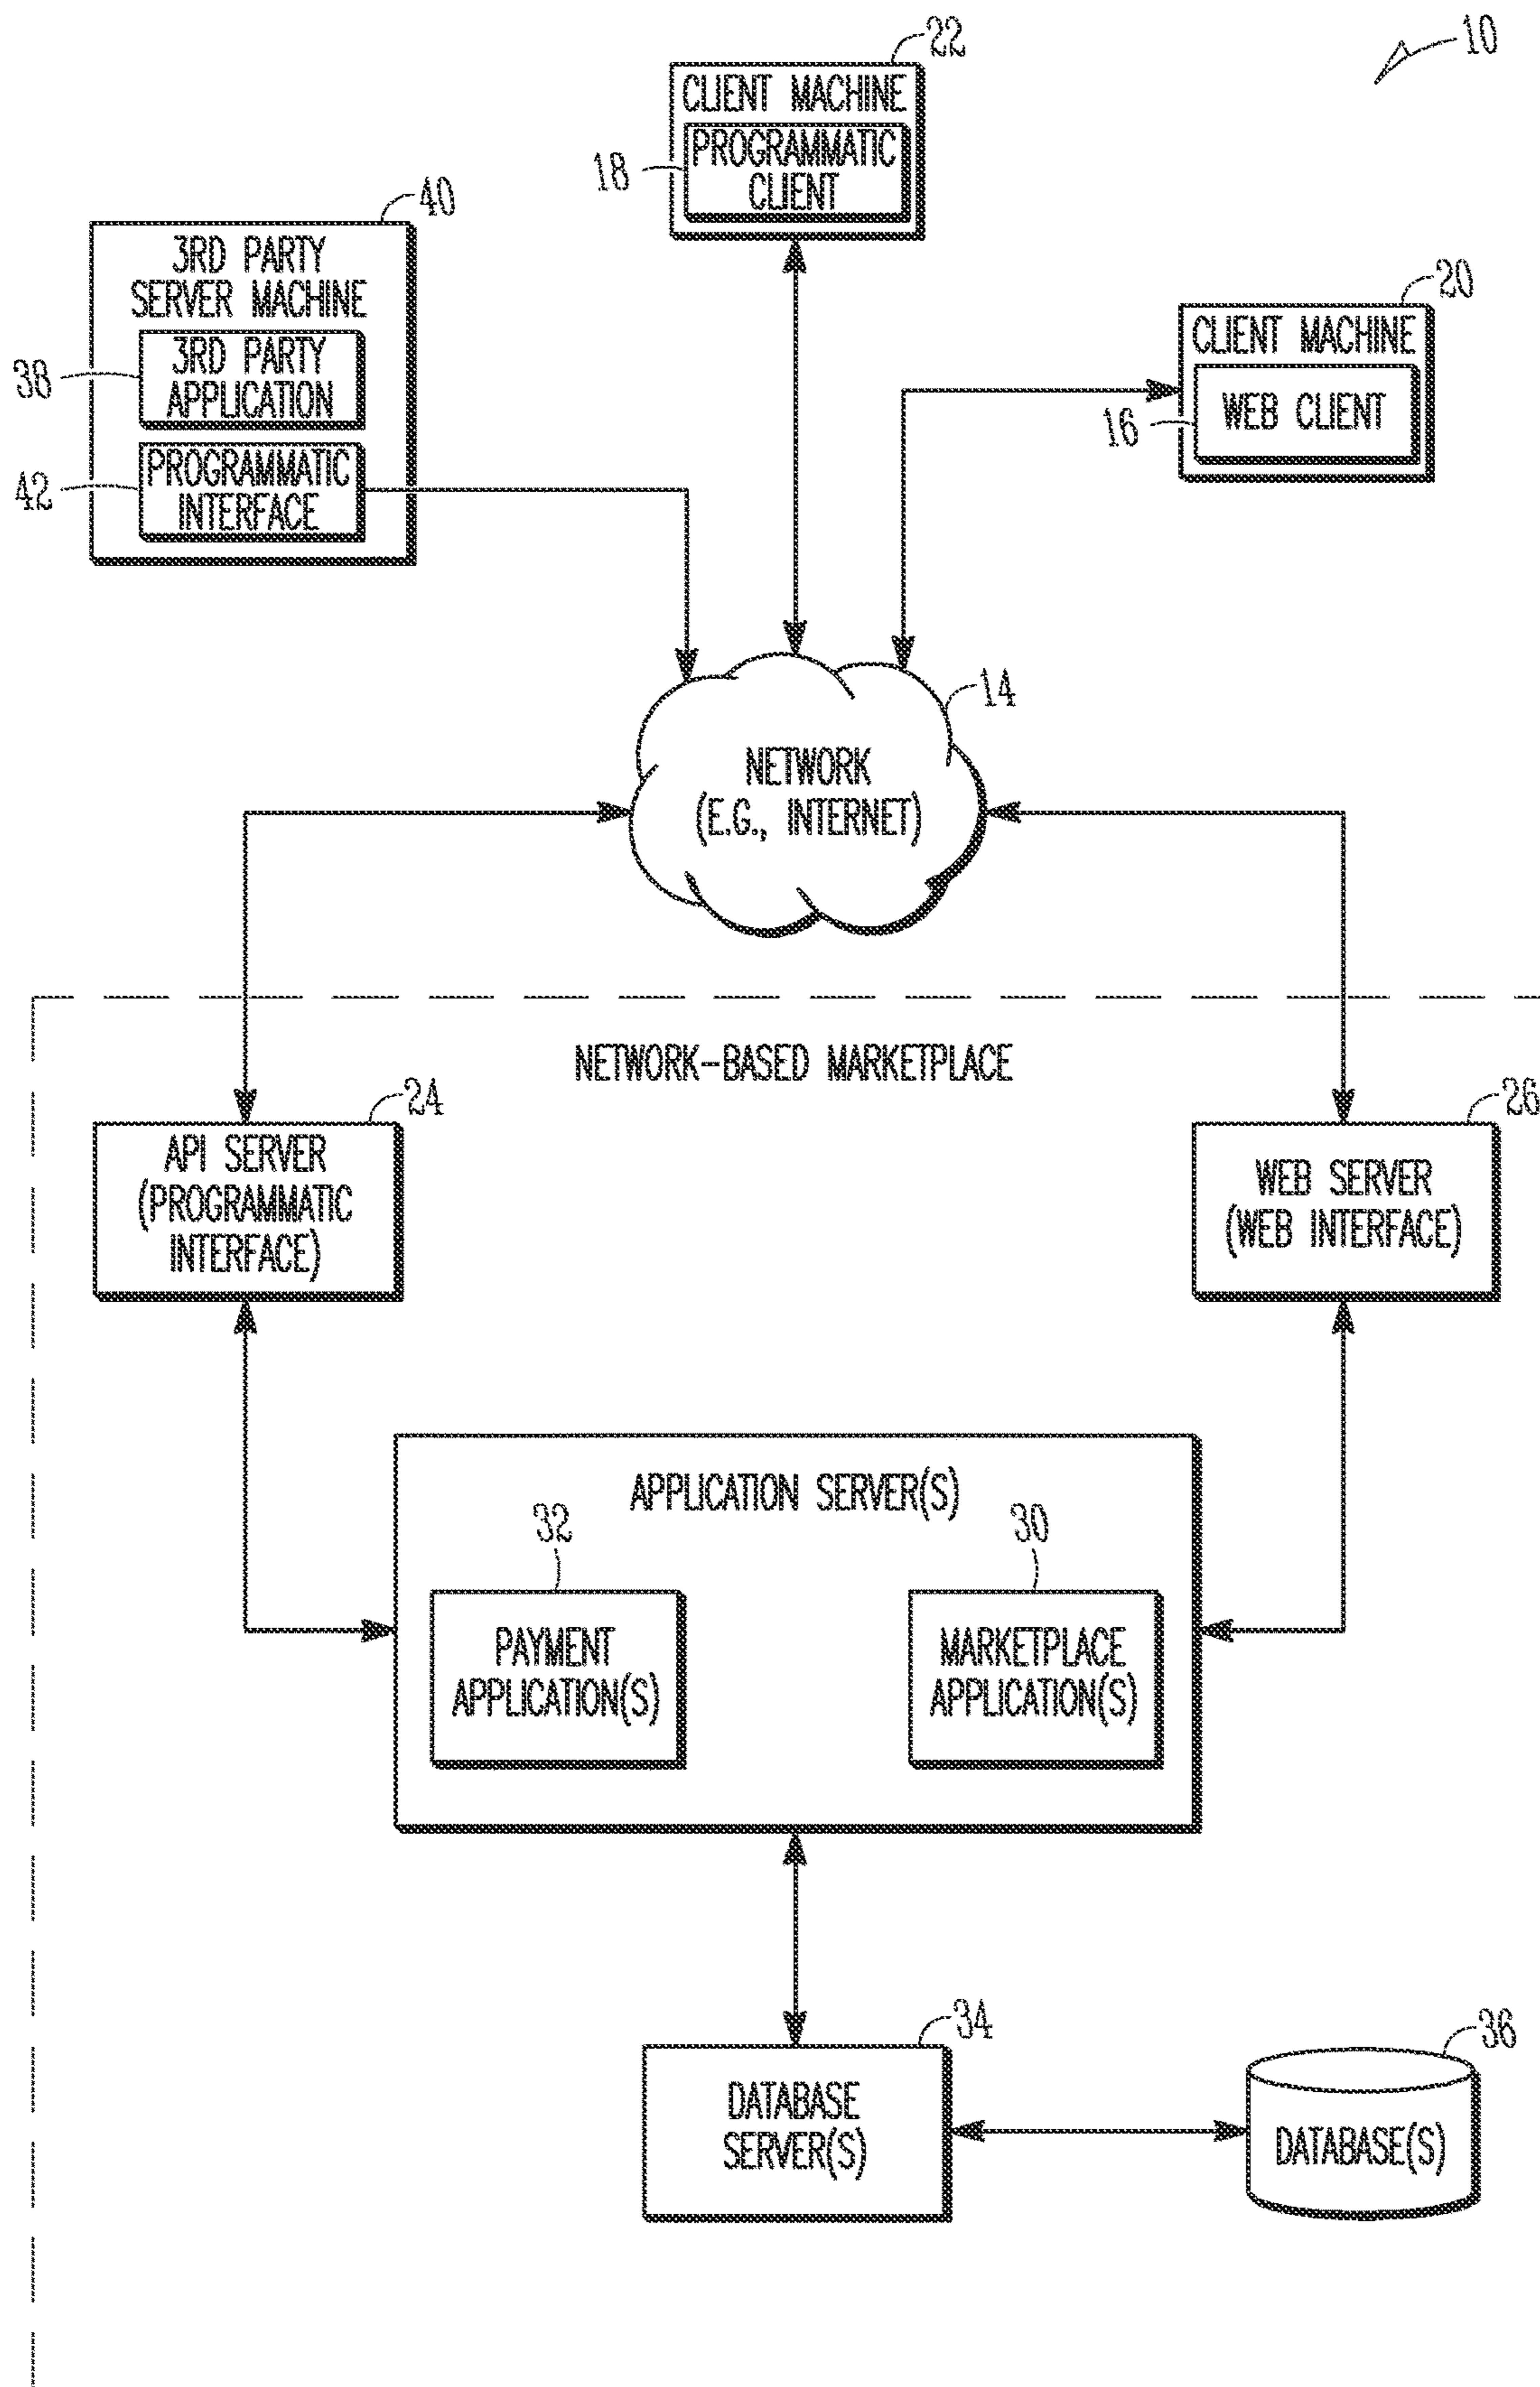 10
22
CLIENT MACHINE
18
PROGRAMMATIC
CLIENT
40
3RD PARTY
SERVER MACHINE
38
3RD PARTY
APPLICATION
42
PROGRAMMATIC
INTERFACE
20
CLIENT MACHINE
16
WEB CLIENT
14
NETWORK
(E.G., INTERNET)
NETWORK-BASED MARKETPLACE
24
API SERVER
(PROGRAMMATIC
INTERFACE)
26
WEB SERVER
(WEB INTERFACE)
APPLICATION SERVER(S)
32
PAYMENT
APPLICATION(S)
30
MARKETPLACE
APPLICATION(S)
34
DATABASE
SERVER(S)
36
DATABASE(S)